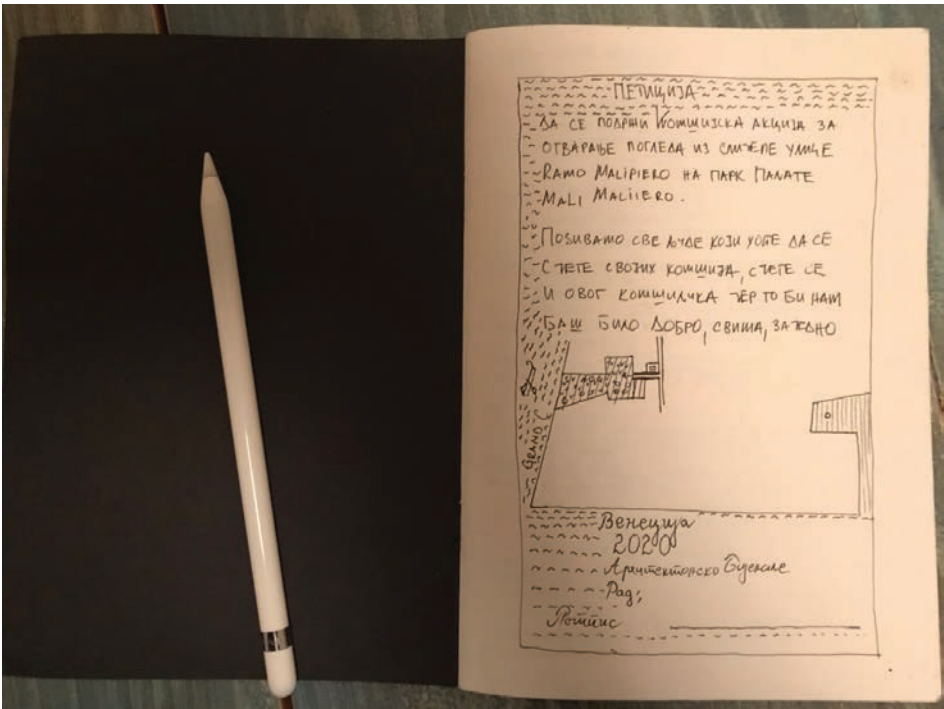 ПЕТИЦИЈА
ДА СЕ ПОДРЖИ КОМШИЈСКА АКЦИЈА ЗА
ОТВАРАЊЕ ПОГЛЕДА ИЗ СЛИЈЕПЕ УЛИЦЕ
RAMO MALIPIERO НА ПАРК ПАЛАТЕ
MALI
ПОЗИВАМО СВЕ ЉУДЕ КОЈИ ХОЋЕ ДА СЕ
СЈЕТЕ СВОЈИХ КОМШИЈА, СЈЕТЕ СЕ
И ОВОГ КОМШИЛУКА ЈЕР ТО БИ НАМ
БАШ БИЛО ДОБРО, СВИМА, ЗАЈЕДНО
GRAND C
Венеција
2020
Архитектонско Бијенале
Рад;
Потпис